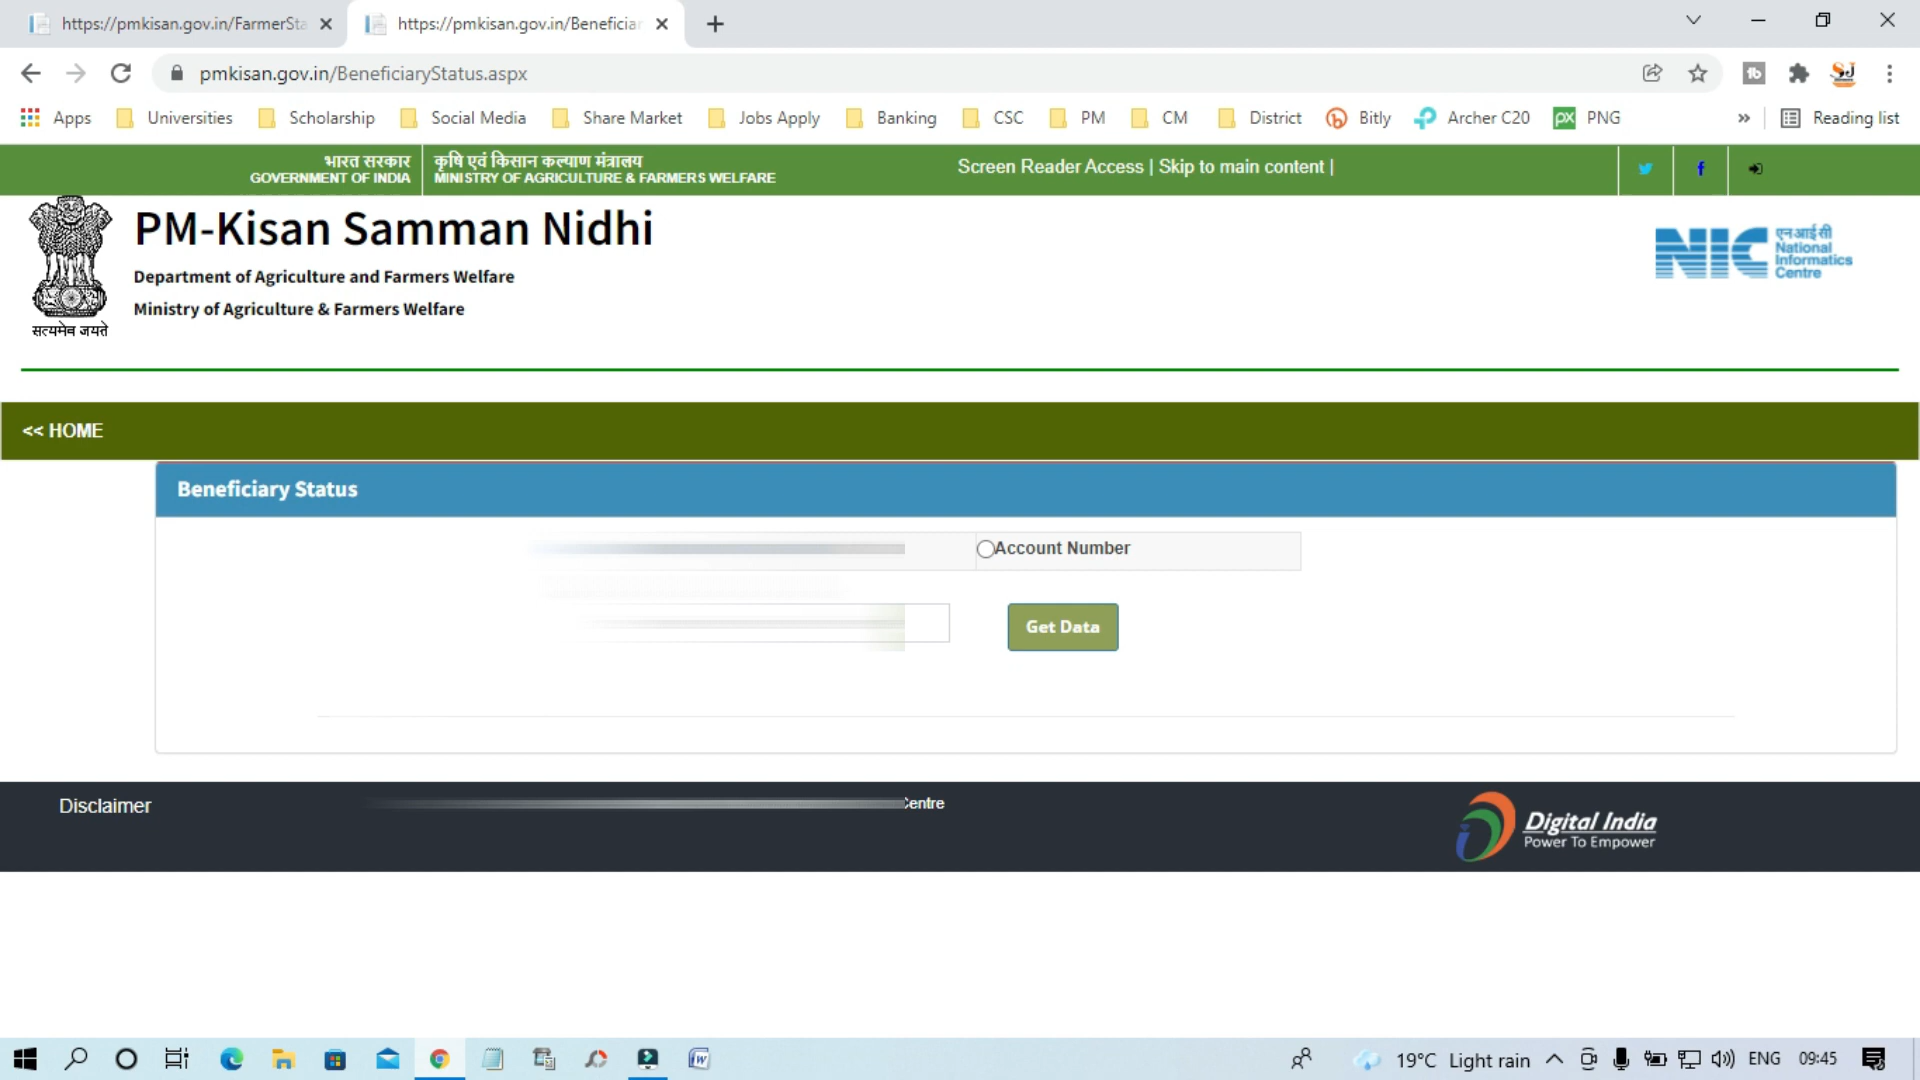 https://pmkisan.gov.in/FarmerSta
https://pmkisan.gov.in/Beneficiar
pmkisan.gov.in/BeneficiaryStatus.aspx
Apps Universities Scholarship Social Media Share Market Jobs Apply Banking CSC PM CM District Bitly Archer C20 PNG » Reading list
भारत सरकार
GOVERNMENT OF INDIA
कृषि एवं किसान कल्याण मंत्रालय
MINISTRY OF AGRICULTURE & FARMERS WELFARE
Screen Reader Access | Skip to main content |
PM-Kisan Samman Nidhi
Department of Agriculture and Farmers Welfare
Ministry of Agriculture & Farmers Welfare
सत्यमेव जयते
NIC
एनआईसी
National
Informatics
Centre
<< HOME
Beneficiary Status
Account Number
Get Data
Disclaimer
Centre
Digital India
Power To Empower
19°C Light rain ENG 09:45